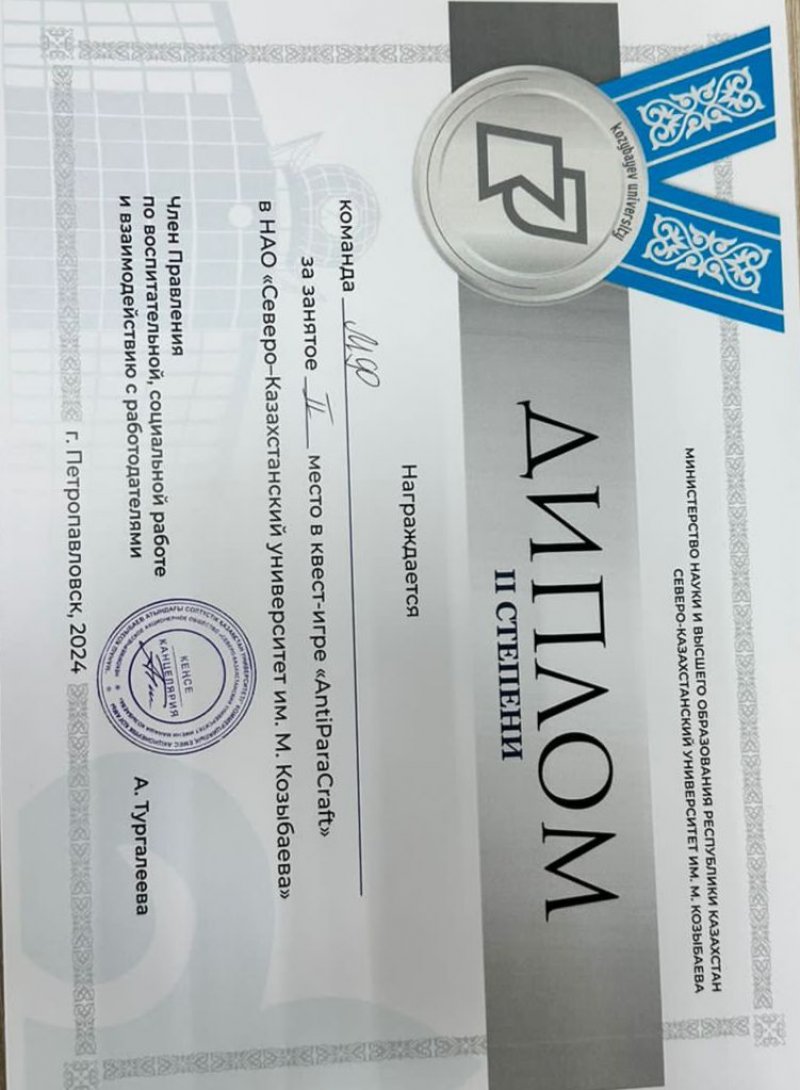 МИНИСТЕРСТВО НАУКИ И ВЫСШЕГО ОБРАЗОВАНИЯ РЕСПУБЛИКИ КАЗАХСТАН
СЕВЕРО-КАЗАХСТАНСКИЙ УНИВЕРСИТЕТ ИМ. М. КОЗЫБАЕВА
kozybayev university
ДИПЛОМ
II СТЕПЕНИ
Награждается
команда
за занятое II место в квест-игре «AntiParaCraft»
в НАО «Северо-Казахстанский университет им. М. Козыбаева»
Член Правления
по воспитательной, социальной работе
и взаимодействию с работодателями
А. Тургалеева
КЕҢСЕ
КАНЦЕЛЯРИЯ
г. Петропавловск, 2024